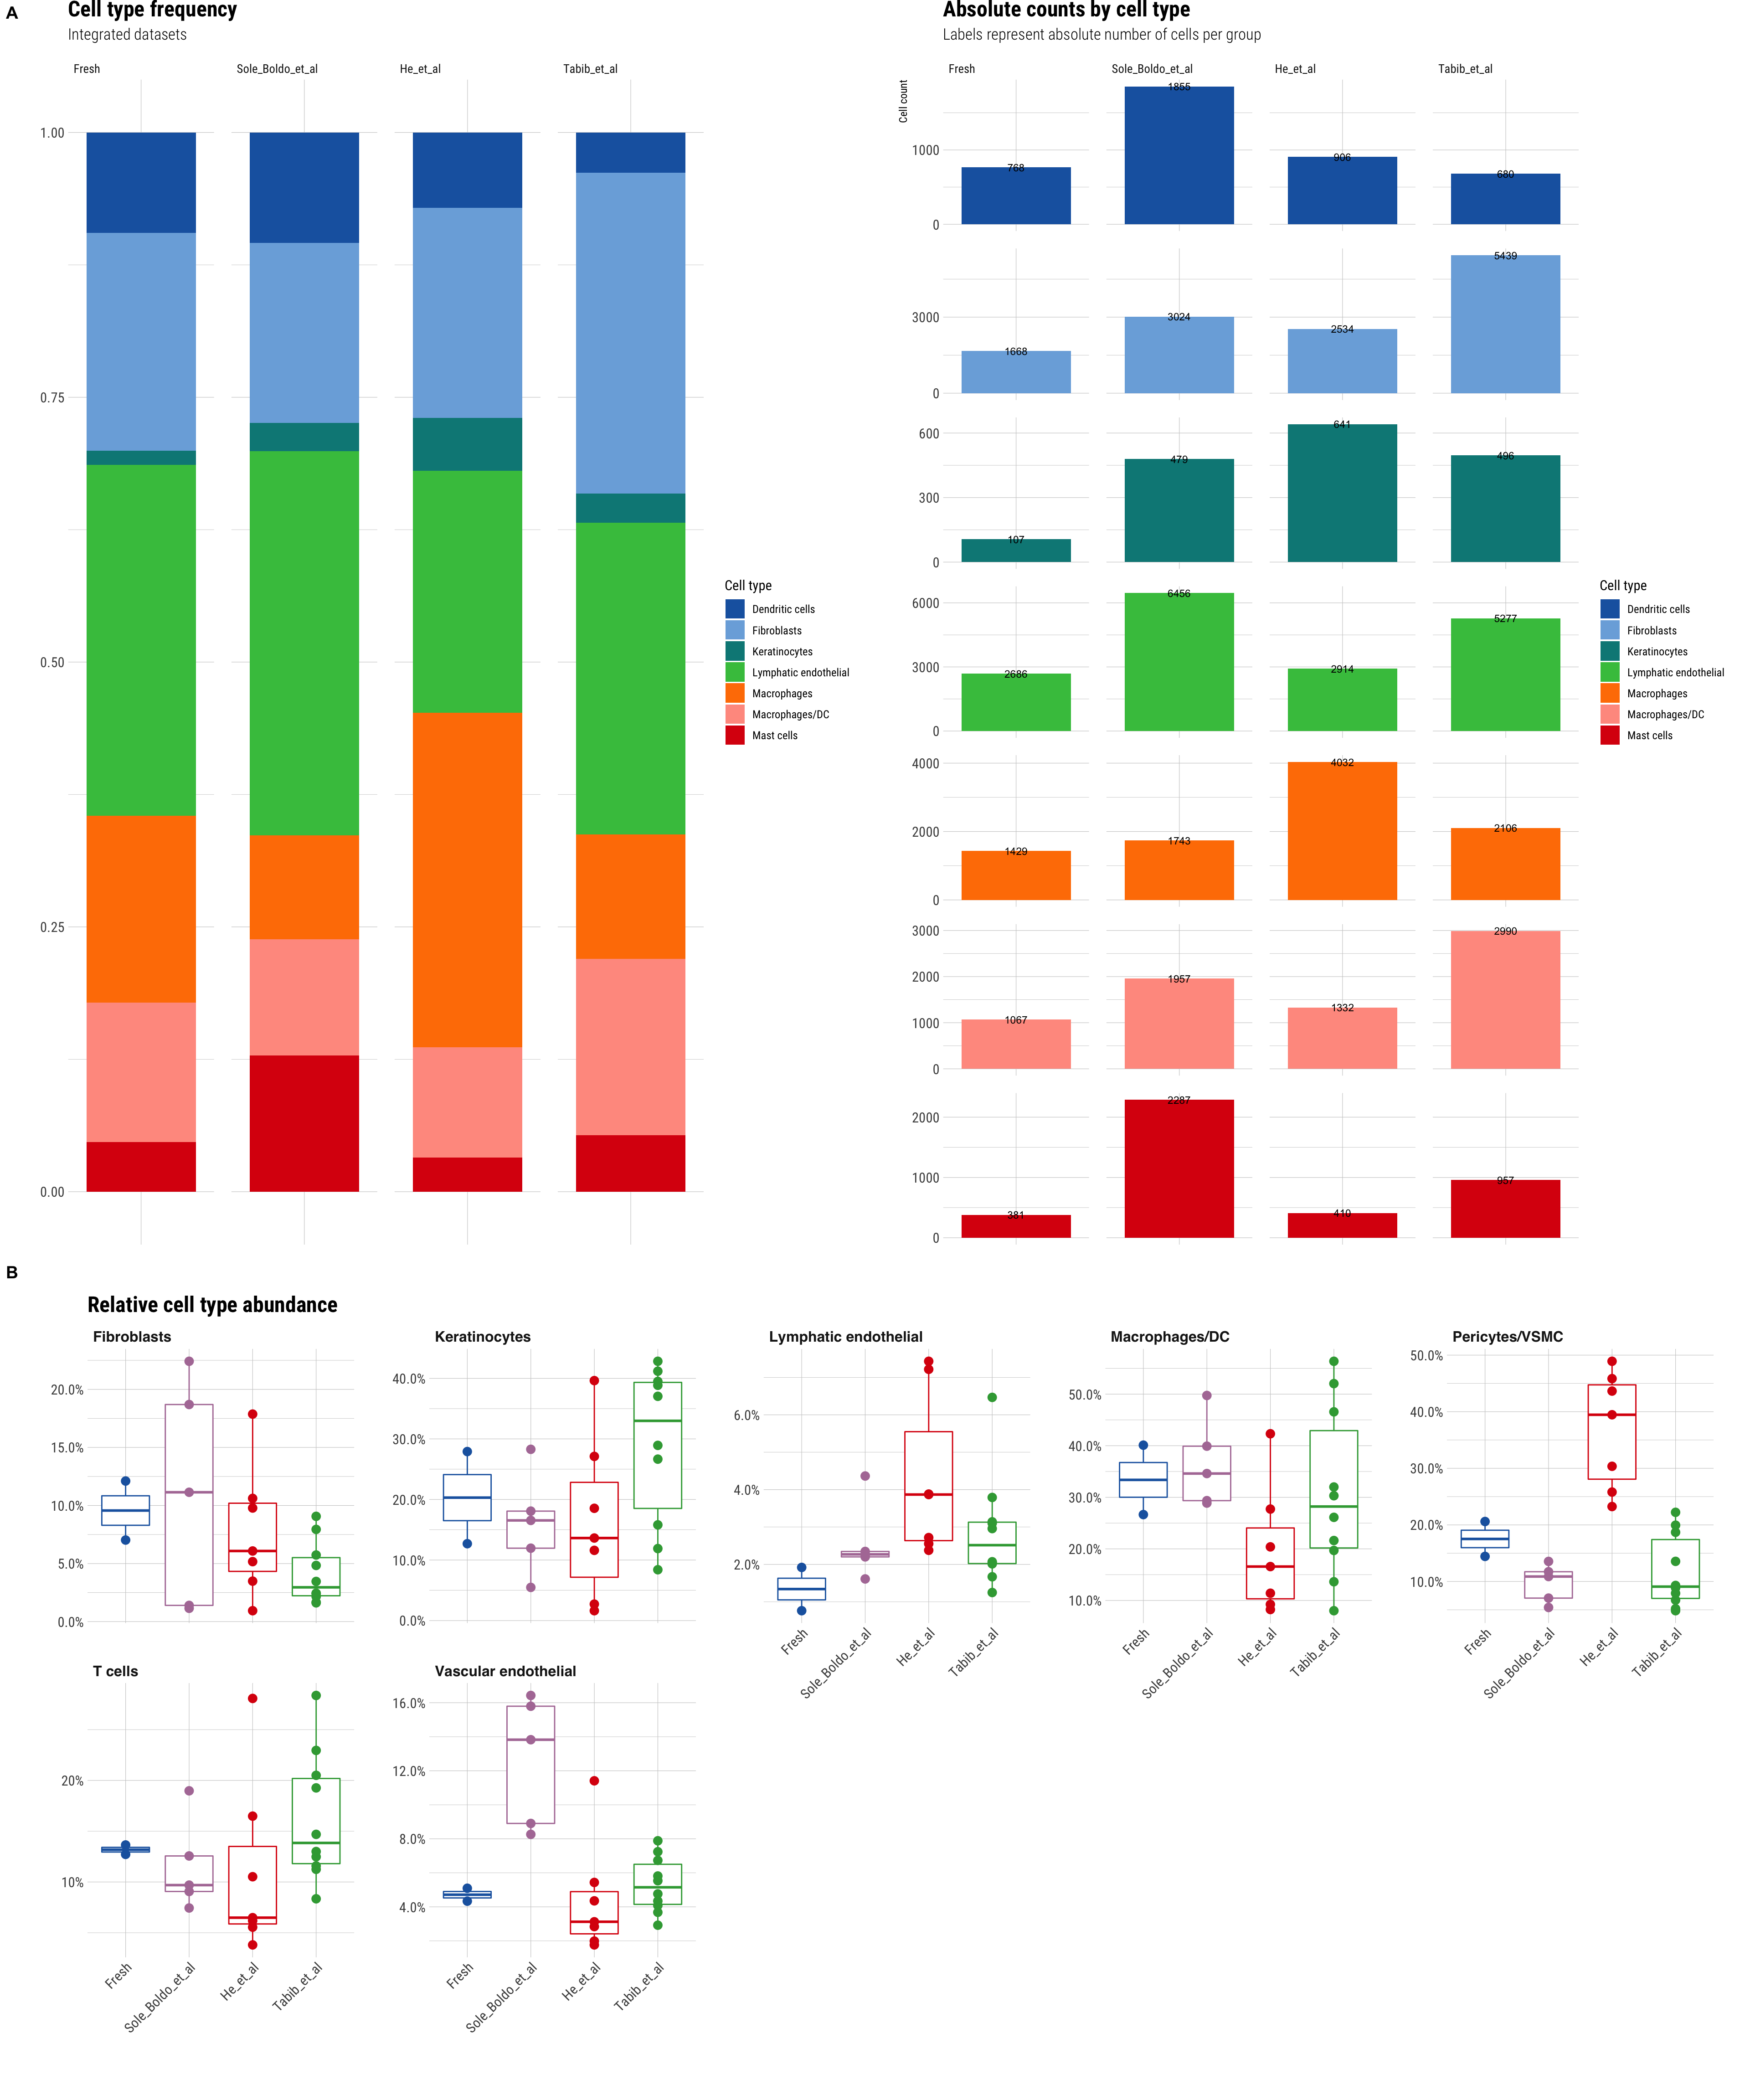 A
Cell type frequency
Integrated datasets
Fresh
Sole_Boldo_et_al
He_et_al
Tabib_et_al
1.00
0.75
0.50
0.25
0.00
Cell type
Dendritic cells
Fibroblasts
Keratinocytes
Lymphatic endothelial
Macrophages
Macrophages/DC
Mast cells
Absolute counts by cell type
Labels represent absolute number of cells per group
Fresh
Sole_Boldo_et_al
He_et_al
Tabib_et_al
Cell count
1000
0
768
1855
906
680
3000
0
1668
3024
2534
5439
600
300
0
107
479
641
496
6000
3000
0
2686
6456
2914
5277
4000
2000
0
1429
1743
4032
2106
3000
2000
1000
0
1067
1957
1332
2990
2000
1000
0
381
2287
410
957
Cell type
Dendritic cells
Fibroblasts
Keratinocytes
Lymphatic endothelial
Macrophages
Macrophages/DC
Mast cells
B
Relative cell type abundance
Fibroblasts
20.0%
15.0%
10.0%
5.0%
0.0%
Keratinocytes
40.0%
30.0%
20.0%
10.0%
0.0%
Lymphatic endothelial
6.0%
4.0%
2.0%
Fresh
Sole_Boldo_et_al
He_et_al
Tabib_et_al
Macrophages/DC
50.0%
40.0%
30.0%
20.0%
10.0%
Fresh
Sole_Boldo_et_al
He_et_al
Tabib_et_al
Pericytes/VSMC
50.0%
40.0%
30.0%
20.0%
10.0%
Fresh
Sole_Boldo_et_al
He_et_al
Tabib_et_al
T cells
20%
10%
Fresh
Sole_Boldo_et_al
He_et_al
Tabib_et_al
Vascular endothelial
16.0%
12.0%
8.0%
4.0%
Fresh
Sole_Boldo_et_al
He_et_al
Tabib_et_al